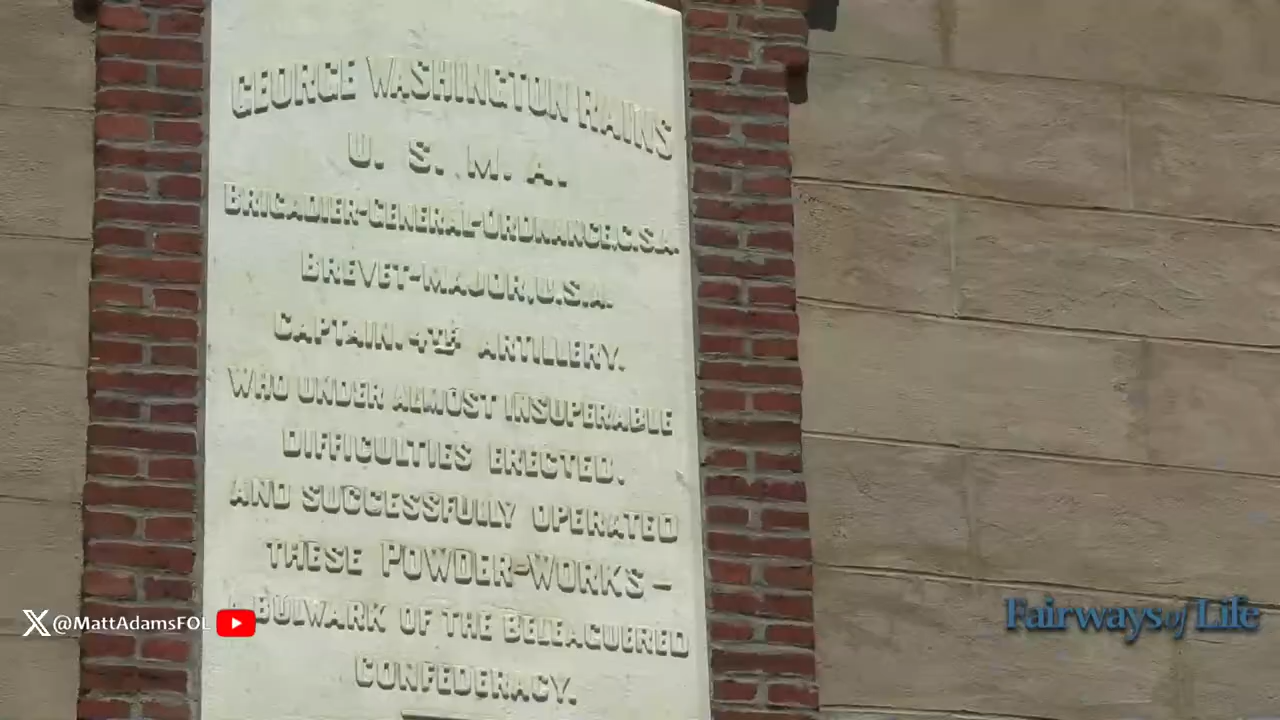 GEORGE WASHINGTON RAINS
U. S. M. A.
BRIGADIER-GENERAL-ORDNANCE, C.S.A.
BREVET-MAJOR, U.S.A.
CAPTAIN, 4TH ARTILLERY.
WHO UNDER ALMOST INSUPERABLE
DIFFICULTIES ERECTED,
AND SUCCESSFULLY OPERATED
THESE POWDER-WORKS –
A BULWARK OF THE BELEAGUERED
CONFEDERACY.
X @MattAdamsFOL
Fairways of Life